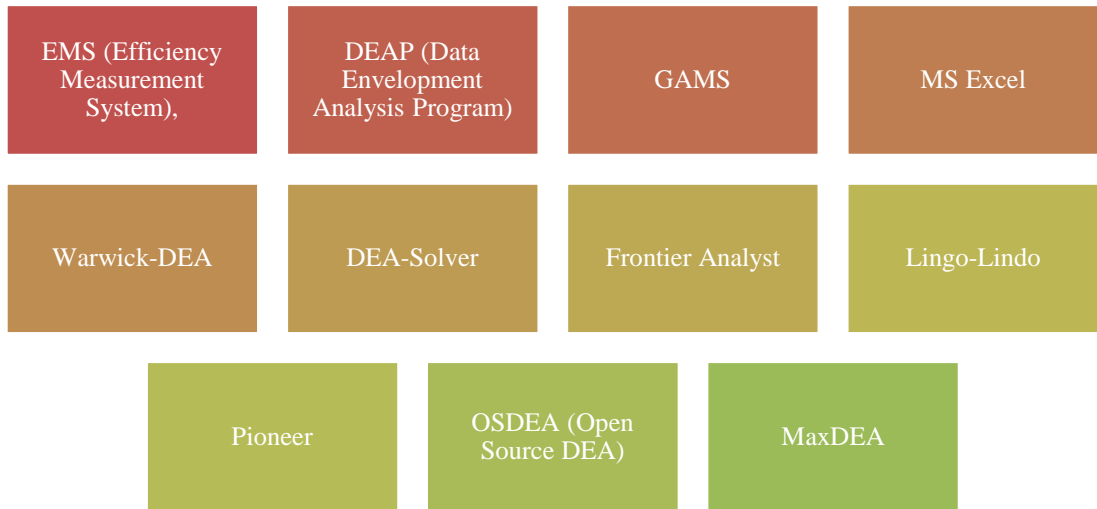 EMS (Efficiency
Measurement
System),
DEAP (Data
Envelopment
Analysis Program)
GAMS
MS Excel
Warwick-DEA
DEA-Solver
Frontier Analyst
Lingo-Lindo
Pioneer
OSDEA (Open
Source DEA)
MaxDEA